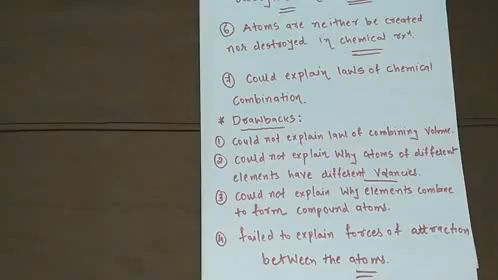 ⑥ Atoms are neither be created
nor destroyed in chemical rxⁿ
⑦ Could explain laws of chemical
Combination.
* Drawbacks:
① Could not explain law of combining volume.
② Could not explain why atoms of different
elements have different valancies.
③ Could not explain why elements combine
to form compound atoms.
④ failed to explain forces of attraction
between the atoms.